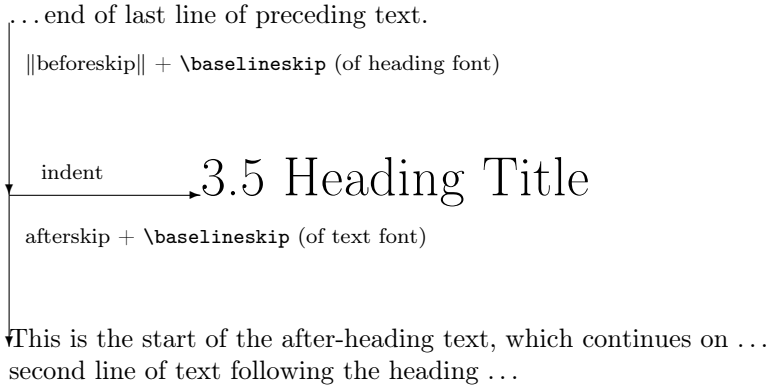 ...end of last line of preceding text.
‖beforeskip‖ + \baselineskip (of heading font)
indent
3.5 Heading Title
afterskip + \baselineskip (of text font)
This is the start of the after-heading text, which continues on ...
second line of text following the heading ...